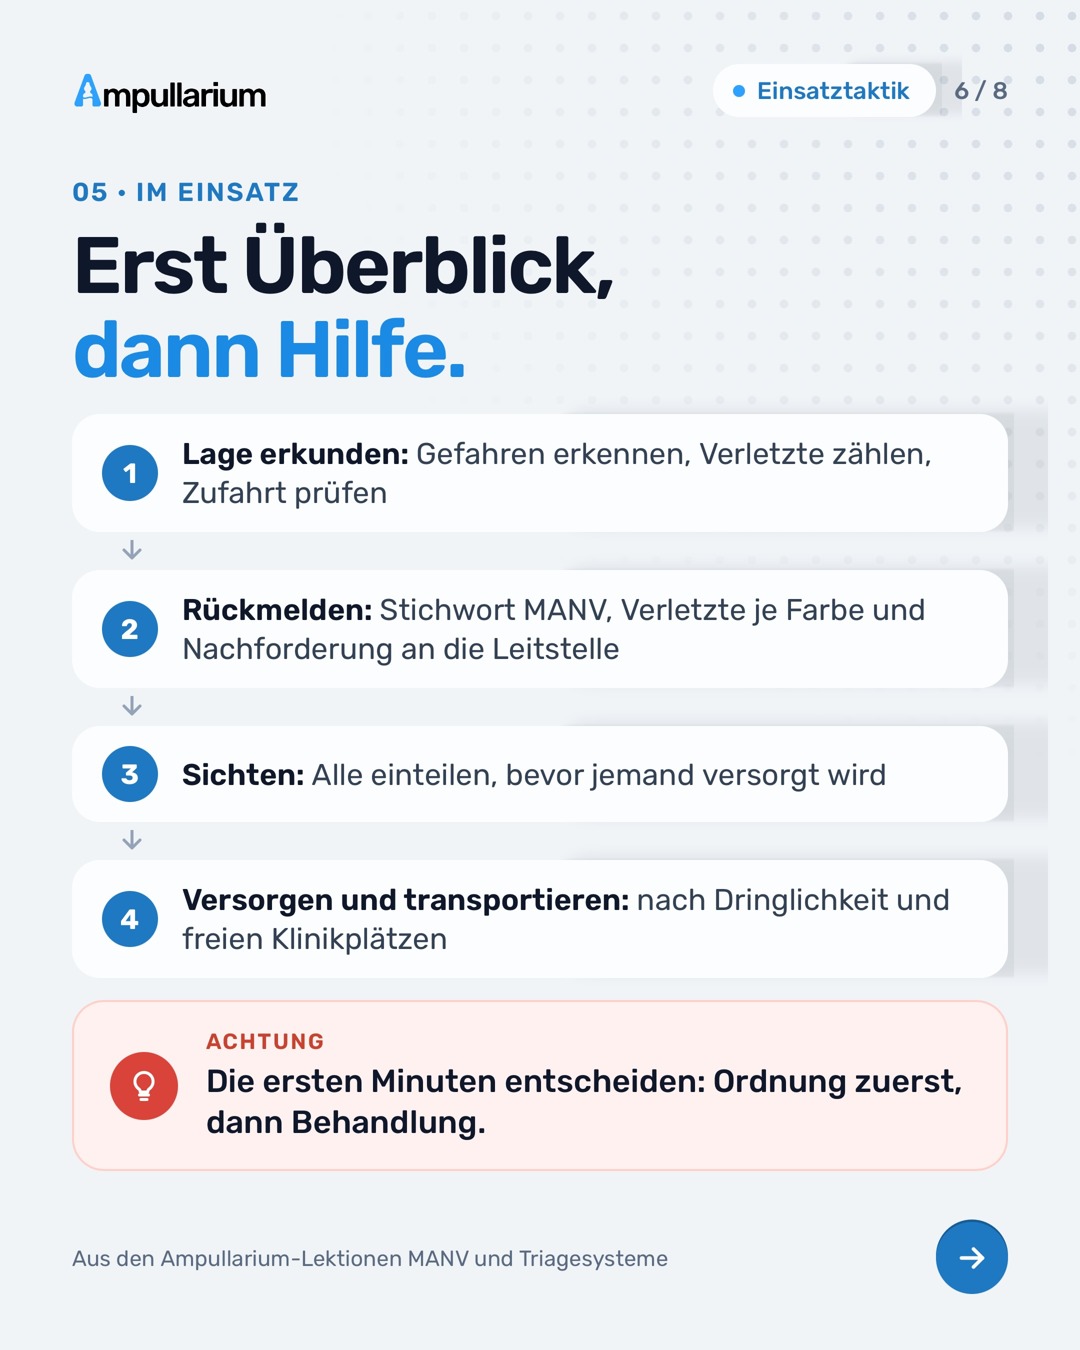 Ampullarium
Einsatztaktik
6 / 8
05 • IM EINSATZ
Erst Überblick,
dann Hilfe.
1
Lage erkunden: Gefahren erkennen, Verletzte zählen,
Zufahrt prüfen
2
Rückmelden: Stichwort MANV, Verletzte je Farbe und
Nachforderung an die Leitstelle
3
Sichten: Alle einteilen, bevor jemand versorgt wird
4
Versorgen und transportieren: nach Dringlichkeit und
freien Klinikplätzen
ACHTUNG
Die ersten Minuten entscheiden: Ordnung zuerst,
dann Behandlung.
Aus den Ampullarium-Lektionen MANV und Triagesysteme